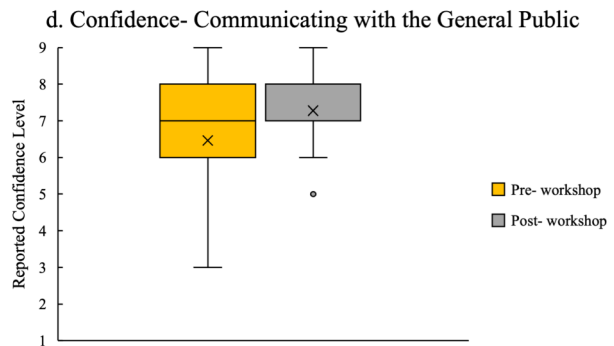 d. Confidence- Communicating with the General Public
9
8
7
6
5
4
3
2
1
Reported Confidence Level
Pre- workshop
Post- workshop